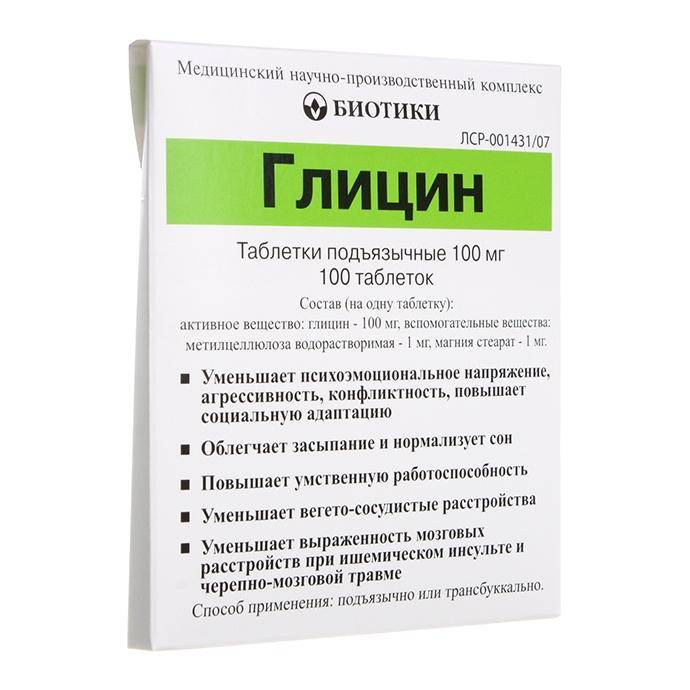 Медицинский научно-производственный комплекс
БИОТИКИ
ЛСР-001431/07
Глицин
Таблетки подъязычные 100 мг
100 таблеток
Состав (на одну таблетку):
активное вещество: глицин - 100 мг, вспомогательные вещества:
метилцеллюлоза водорастворимая - 1 мг, магния стеарат - 1 мг.
▪ Уменьшает психоэмоциональное напряжение,
агрессивность, конфликтность, повышает
социальную адаптацию
▪ Облегчает засыпание и нормализует сон
▪ Повышает умственную работоспособность
▪ Уменьшает вегето-сосудистые расстройства
▪ Уменьшает выраженность мозговых
расстройств при ишемическом инсульте и
черепно-мозговой травме
Способ применения: подъязычно или трансбуккально.